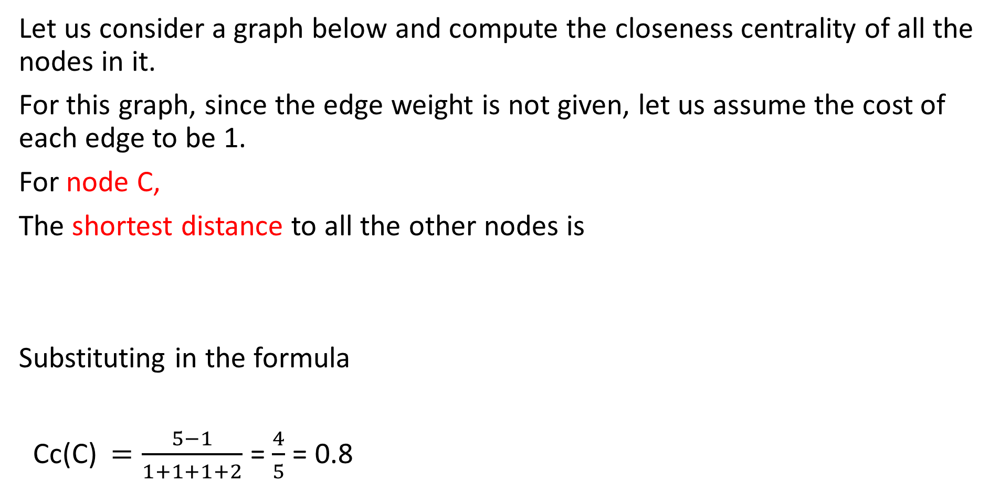 Let us consider a graph below and compute the closeness centrality of all the
nodes in it.
For this graph, since the edge weight is not given, let us assume the cost of
each edge to be 1.
For node C,
The shortest distance to all the other nodes is
Substituting in the formula
Cc(C) = \frac{5−1}{1+1+1+2} = \frac{4}{5} = 0.8